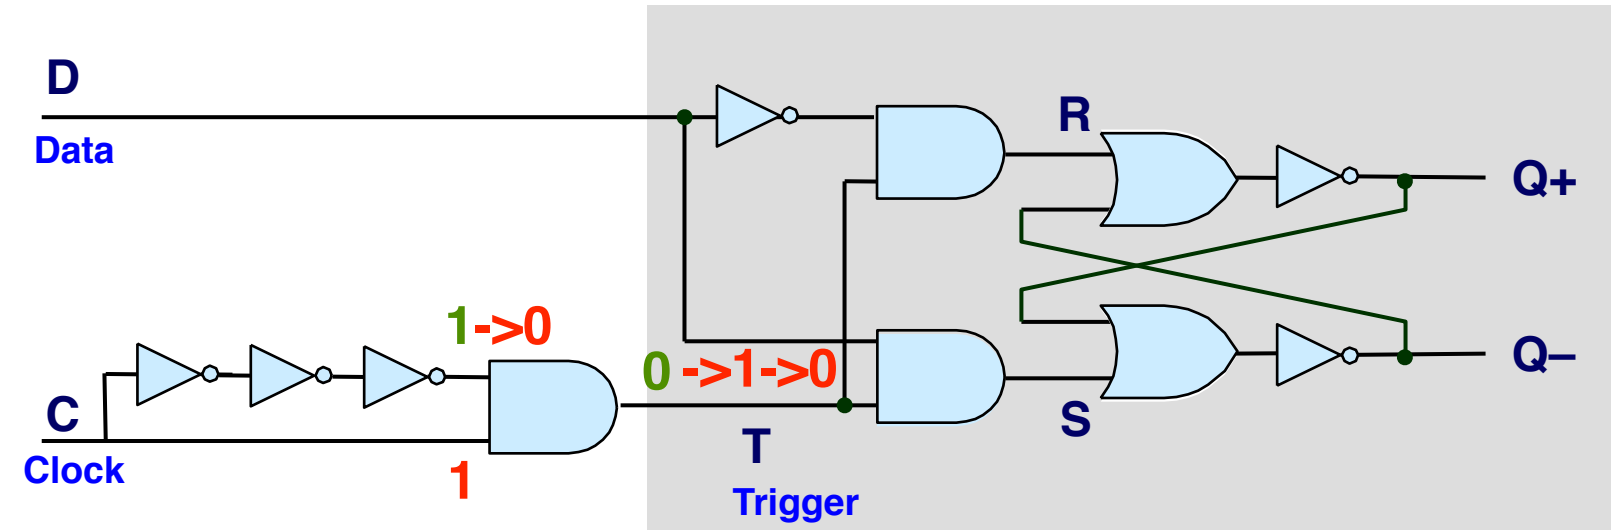 D
Data
R
Q+
1->0
0 ->1->0
Q–
C
S
T
Clock
1
Trigger